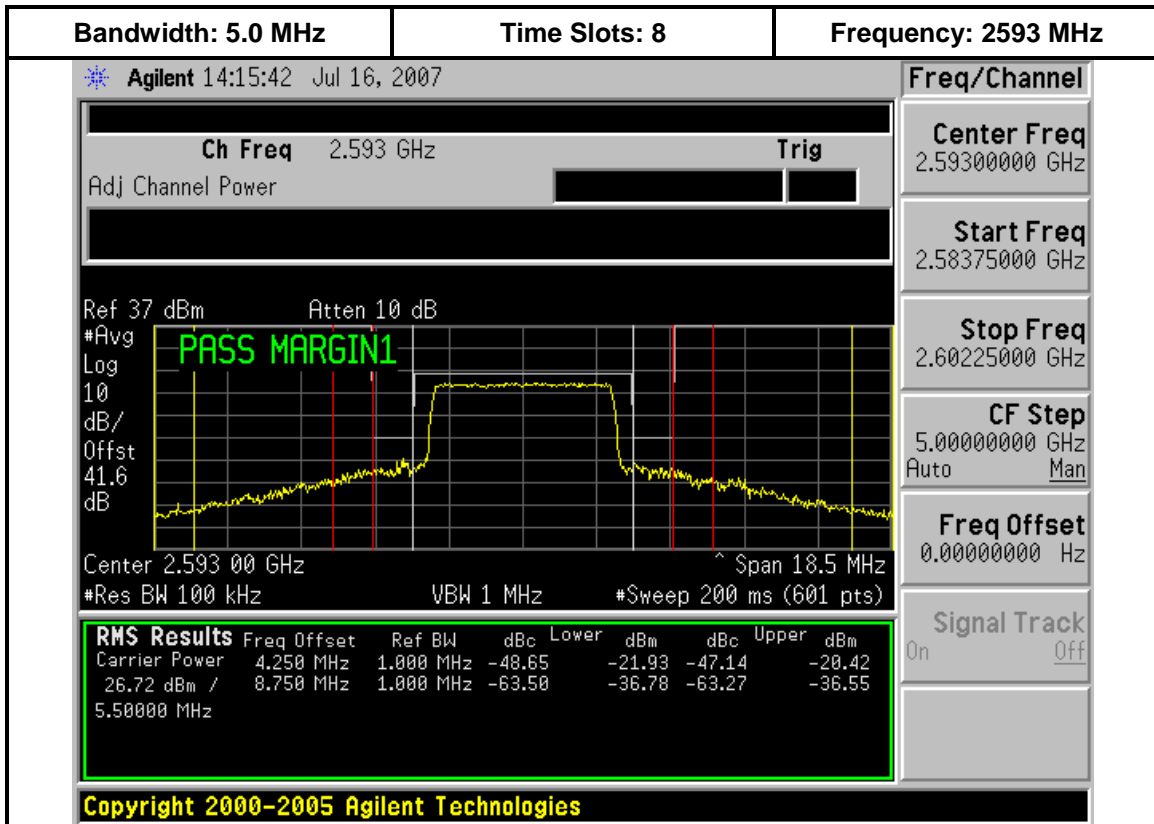 Bandwidth: 5.0 MHz Time Slots: 8 Frequency: 2593 MHz
Agilent 14:15:42 Jul 16, 2007 Freq/Channel
Ch Freq 2.593 GHz Trig
Adj Channel Power
Center Freq
2.59300000 GHz
Start Freq
2.58375000 GHz
Stop Freq
2.60225000 GHz
CF Step
5.00000000 GHz
Auto Man
Freq Offset
0.00000000 Hz
Signal Track
On Off
Ref 37 dBm Atten 10 dB
#Avg
Log
10
dB/
Offst
41.6
dB
PASS MARGIN1
Center 2.593 00 GHz ^ Span 18.5 MHz
#Res BW 100 kHz VBW 1 MHz #Sweep 200 ms (601 pts)
RMS Results Freq Offset Ref BW dBc Lower dBm dBc Upper dBm
Carrier Power 4.250 MHz 1.000 MHz -48.65 -21.93 -47.14 -20.42
26.72 dBm / 8.750 MHz 1.000 MHz -63.50 -36.78 -63.27 -36.55
5.50000 MHz
Copyright 2000-2005 Agilent Technologies